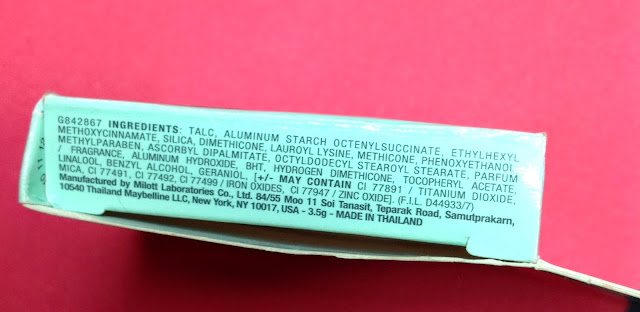 G842867 INGREDIENTS: TALC, ALUMINUM STARCH OCTENYLSUCCINATE, ETHYLHEXYL
METHOXYCINNAMATE, SILICA, DIMETHICONE, LAUROYL LYSINE, METHICONE, PHENOXYETHANOL,
METHYLPARABEN, ASCORBYL DIPALMITATE, OCTYLDODECYL STEAROYL STEARATE, PARFUM
/ FRAGRANCE, ALUMINUM HYDROXIDE, BHT, HYDROGEN DIMETHICONE, TOCOPHERYL ACETATE,
LINALOOL, BENZYL ALCOHOL, GERANIOL. [+/- MAY CONTAIN CI 77891 / TITANIUM DIOXIDE,
MICA, CI 77491, CI 77492, CI 77499 / IRON OXIDES, CI 77947 / ZINC OXIDE]. (F.I.L. D44933/7)
Manufactured by Milott Laboratories Co., Ltd. 84/55 Moo 11 Soi Tanasit, Teparak Road, Samutprakarn,
10540 Thailand Maybelline LLC, New York, NY 10017, USA - 3.5g - MADE IN THAILAND